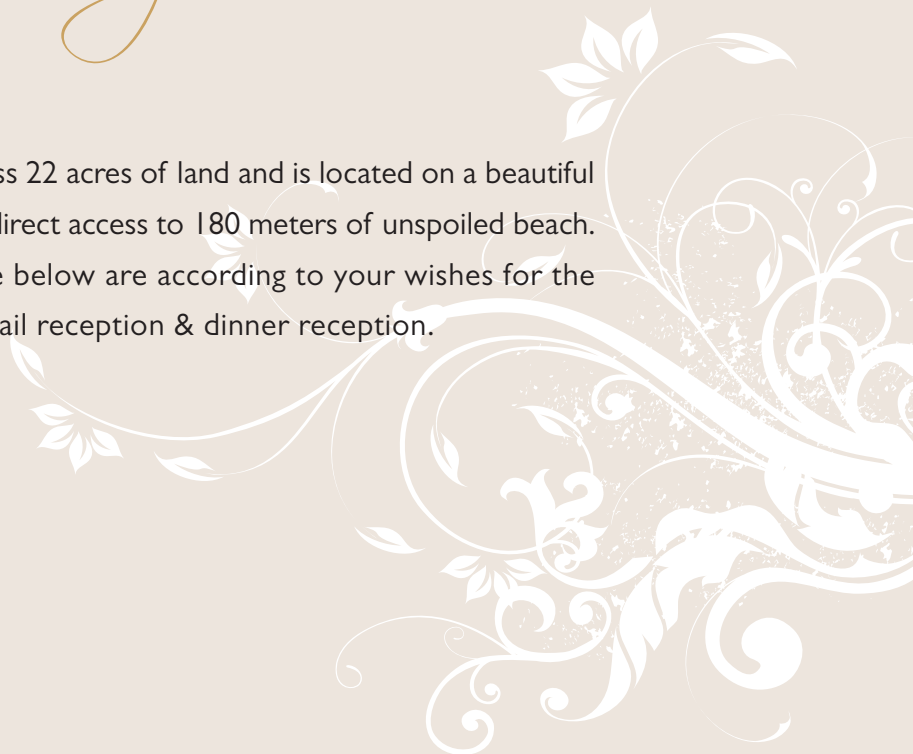 ss 22 acres of land and is located on a beautiful
direct access to 180 meters of unspoiled beach.
e below are according to your wishes for the
ail reception & dinner reception.